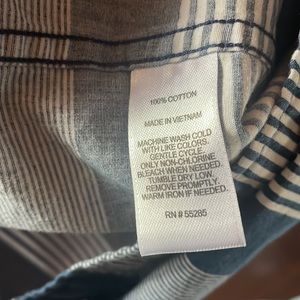 100% COTTON
MADE IN VIETNAM
MACHINE WASH COLD
WITH LIKE COLORS.
GENTLE CYCLE.
ONLY NON-CHLORINE
BLEACH WHEN NEEDED.
TUMBLE DRY LOW.
REMOVE PROMPTLY,
WARM IRON IF NEEDED.
RN # 55285